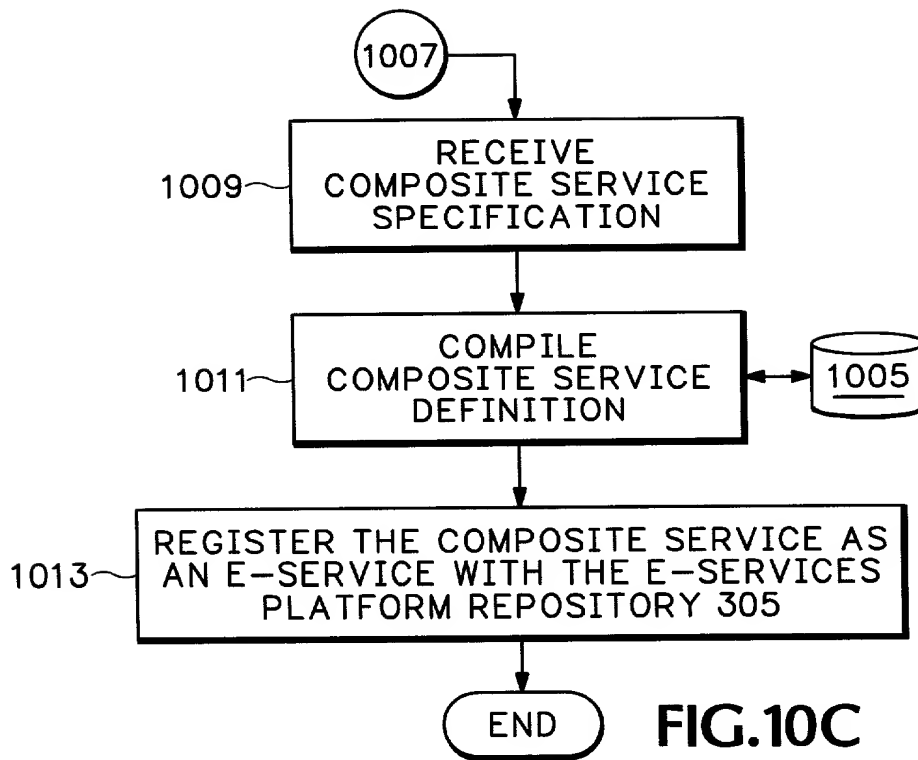 1007
RECEIVE
1009
COMPOSITE SERVICE
SPECIFICATION
COMPILE
1011
COMPOSITE SERVICE
1005
DEFINITION
REGISTER THE COMPOSITE SERVICE AS
1013
AN E-SERVICE WITH THE E-SERVICES
PLATFORM REPOSITORY 305
END
FIG.10C